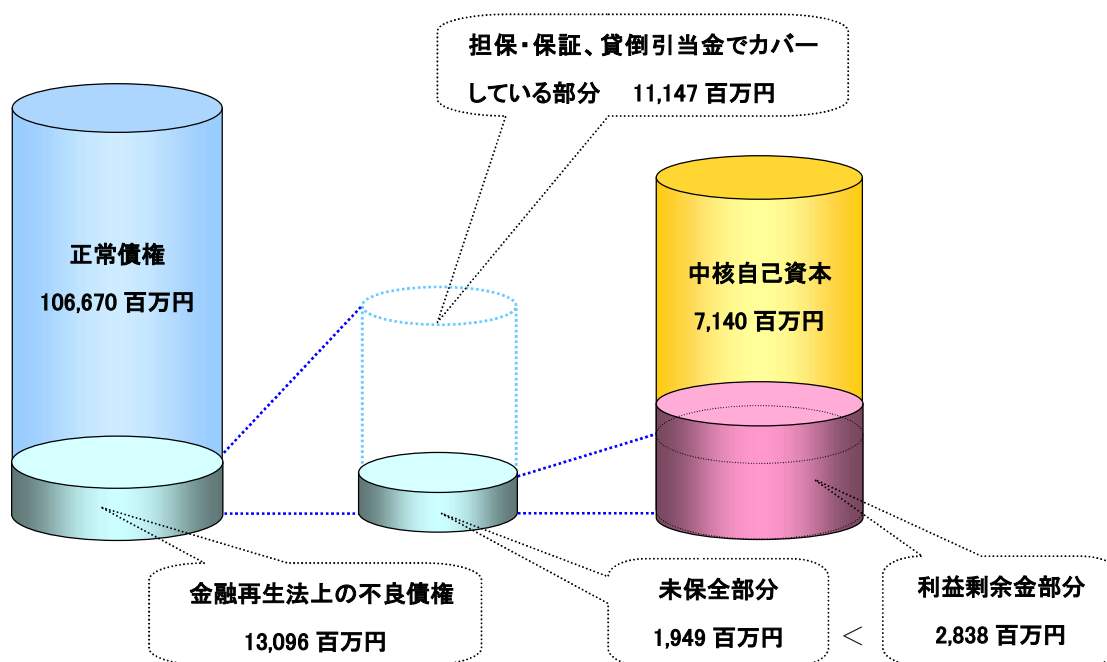 担保・保証、貸倒引当金でカバー
している部分 11,147 百万円
正常債権
106,670 百万円
中核自己資本
7,140 百万円
金融再生法上の不良債権
13,096 百万円
未保全部分
1,949 百万円
<
利益剰余金部分
2,838 百万円